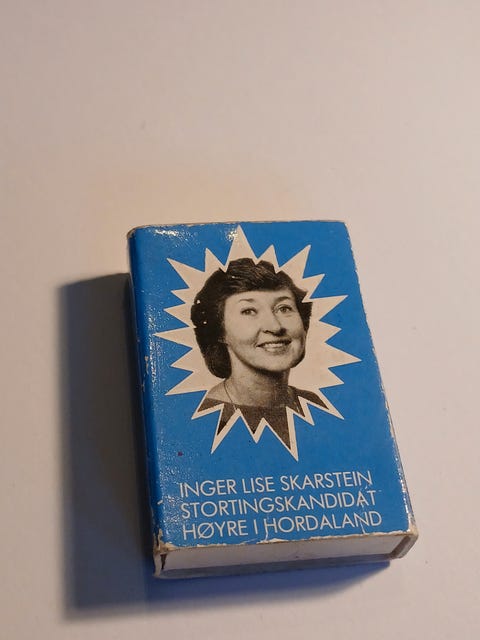 INGER LISE SKARSTEIN
STORTINGSKANDIDAT
HØYRE I HORDALAND